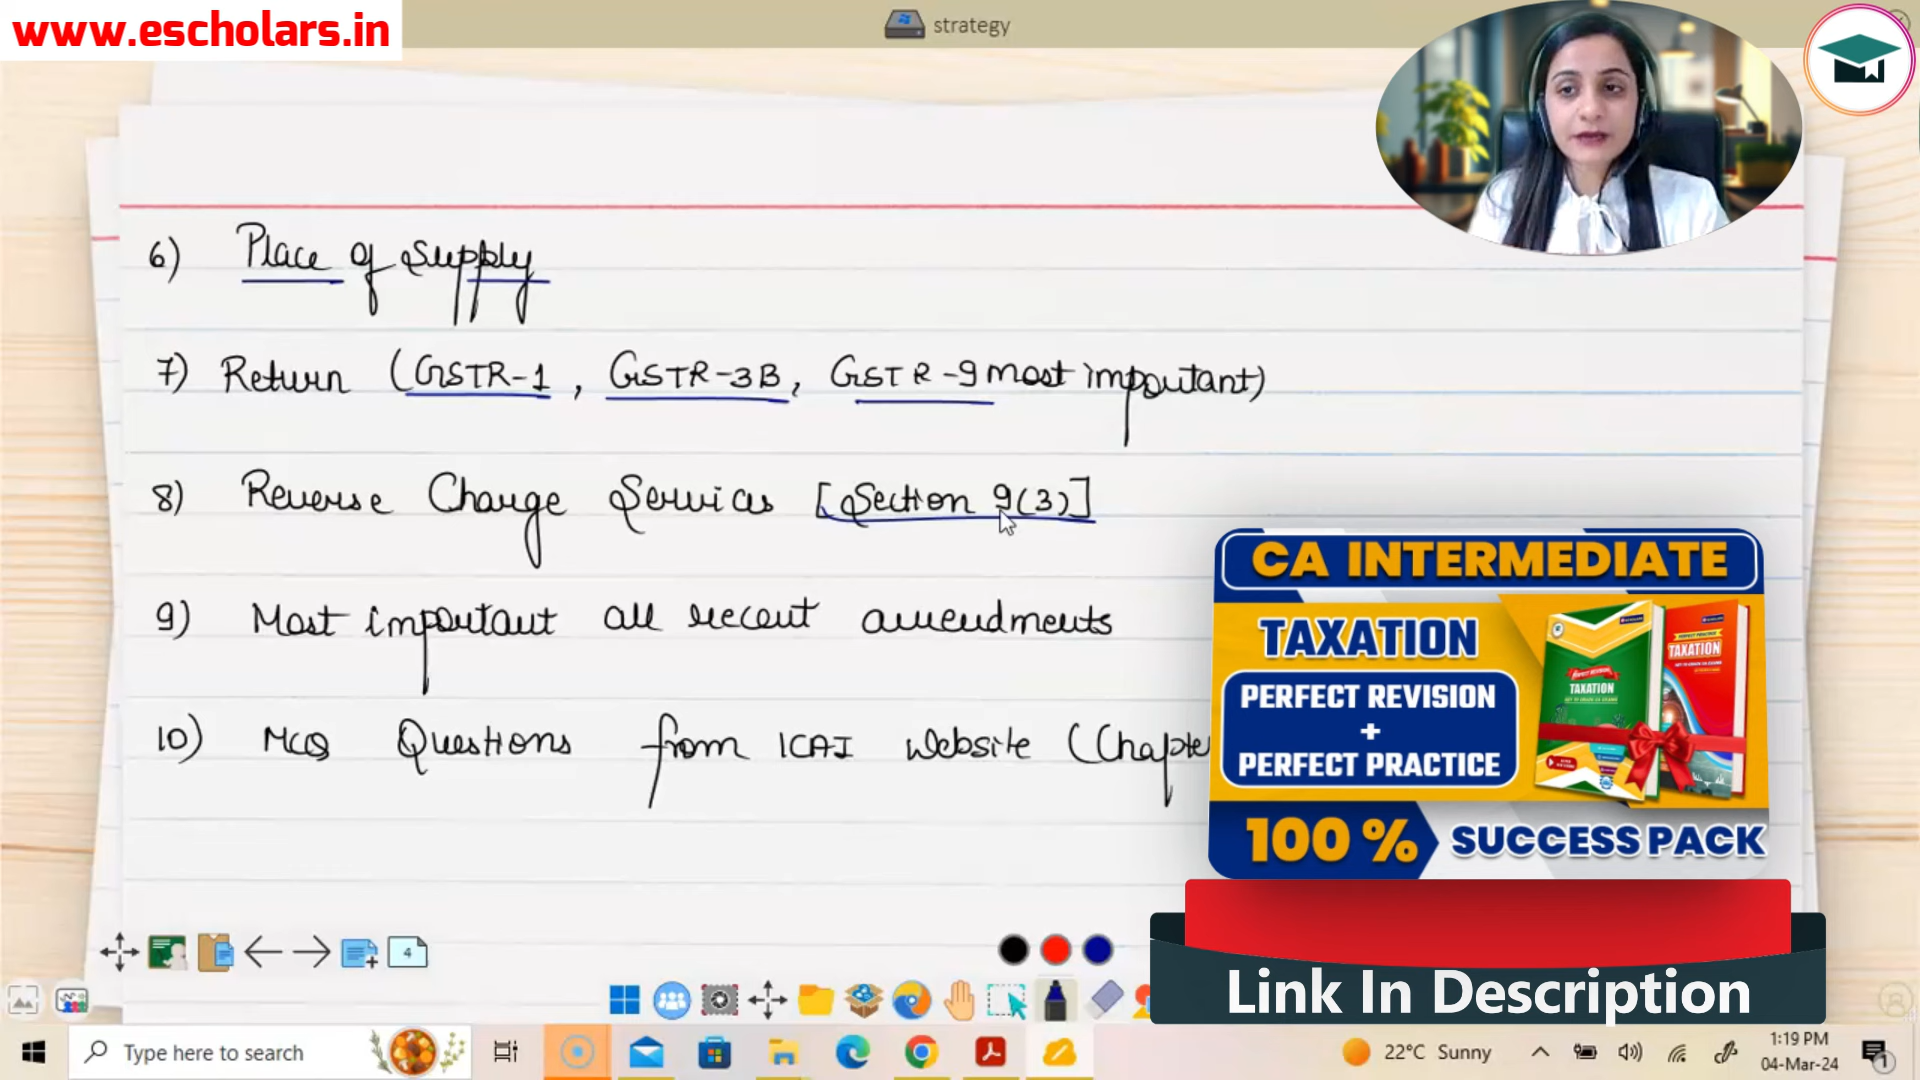 www.escholars.in
strategy
6) Place of Supply
7) Return (GSTR-1, GSTR-3B, GSTR-9 most important)
8) Reverse Charge Services [Section 9(3)]
9) Most important all recent amendments
10) MCQ Questions from ICAI Website (Chapte
CA INTERMEDIATE
TAXATION
PERFECT REVISION
+
PERFECT PRACTICE
TAXATION
TAXATION
100 % SUCCESS PACK
Link In Description
4
Type here to search
22°C Sunny
1:19 PM
04-Mar-24
1